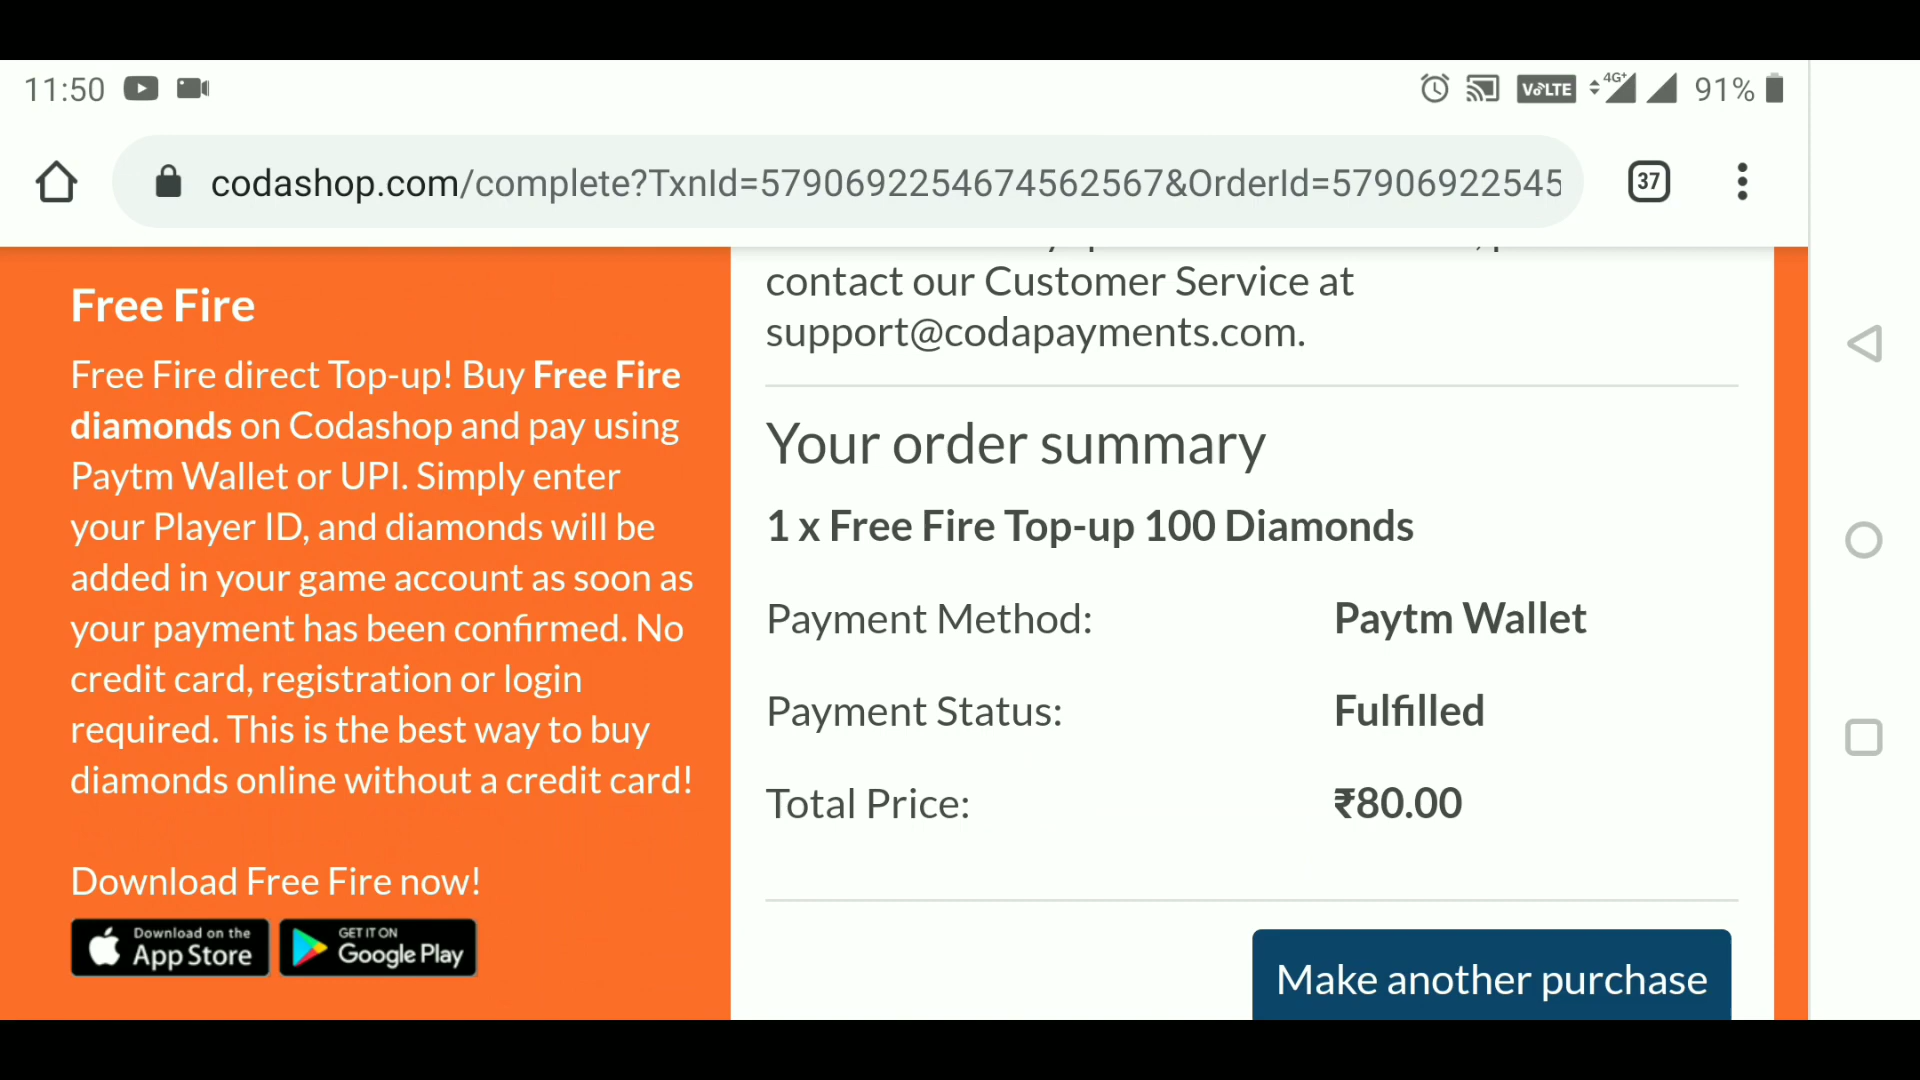 11:50
VoLTE 4G+ 91%
codashop.com/complete?TxnId=5790692254674562567&OrderId=57906922545
37
Free Fire
Free Fire direct Top-up! Buy Free Fire
diamonds on Codashop and pay using
Paytm Wallet or UPI. Simply enter
your Player ID, and diamonds will be
added in your game account as soon as
your payment has been confirmed. No
credit card, registration or login
required. This is the best way to buy
diamonds online without a credit card!
Download Free Fire now!
Download on the
App Store
GET IT ON
Google Play
contact our Customer Service at
support@codapayments.com.
Your order summary
1 x Free Fire Top-up 100 Diamonds
Payment Method: Paytm Wallet
Payment Status: Fulfilled
Total Price: ₹80.00
Make another purchase